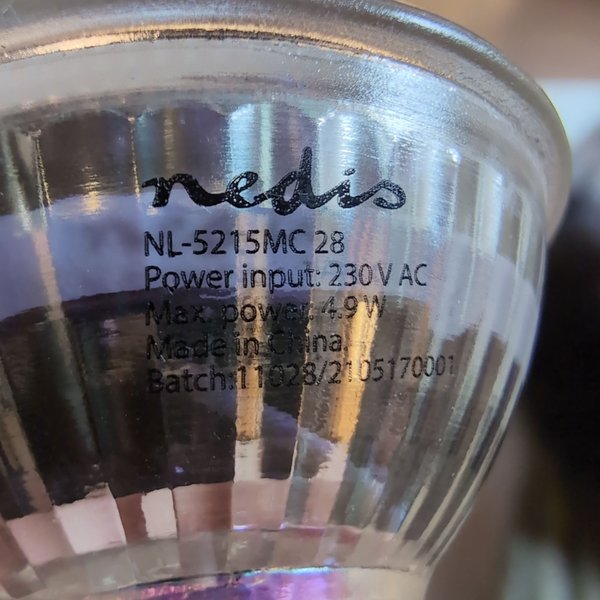 nedis
NL-5215MC 28
Power input: 230 V AC
Max. power: 4.9 W
Made in China.
Batch:11028/2105170001